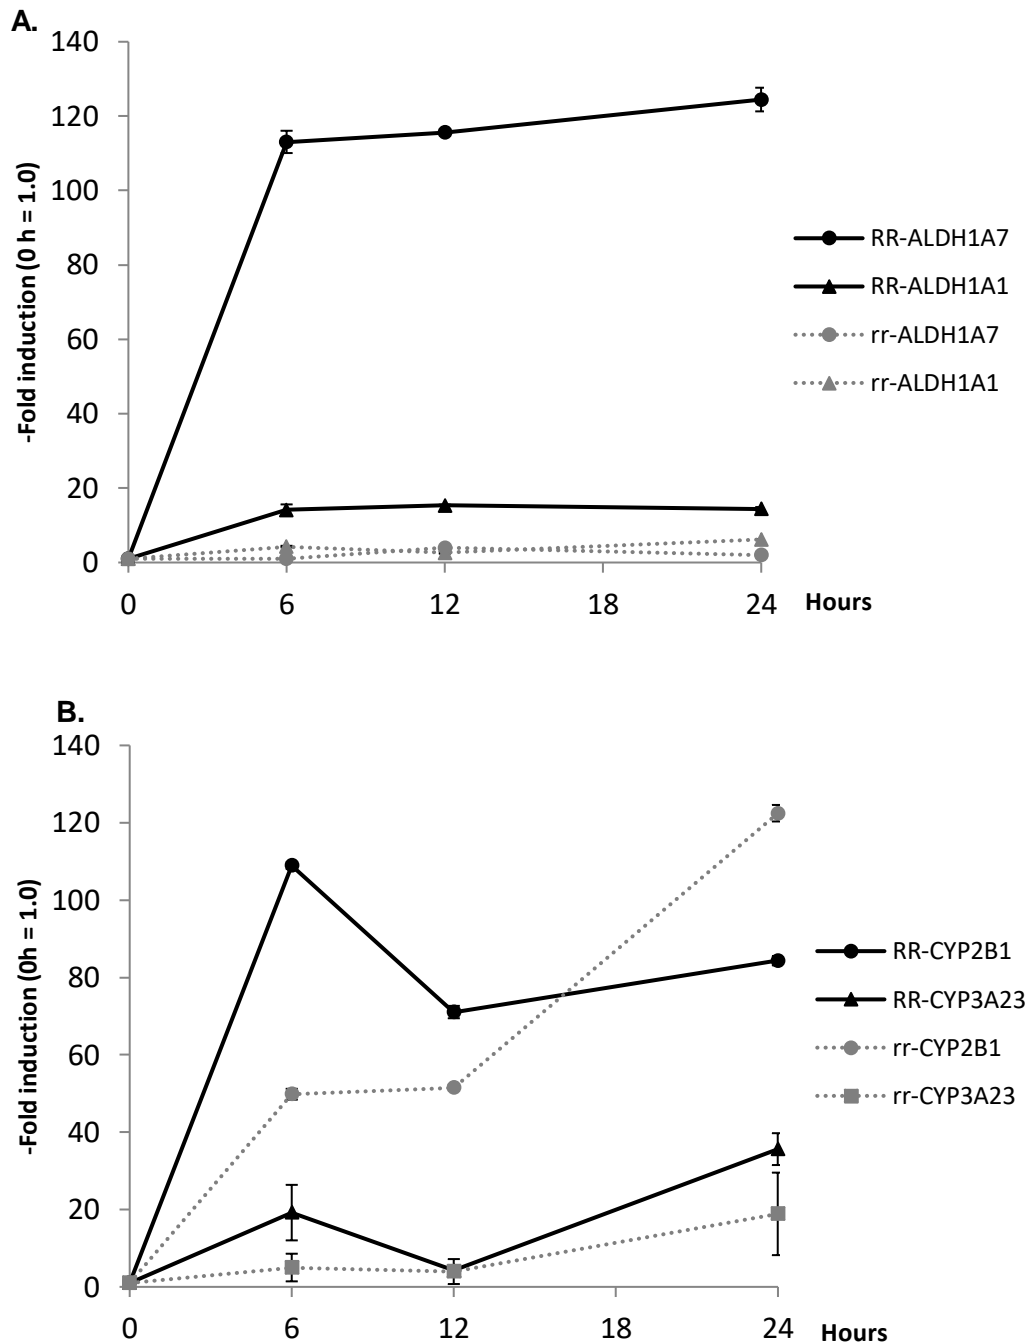 A.
140
120
100
80
60
40
20
0
-Fold induction (0 h = 1.0)
0 6 12 18 24 Hours
RR-ALDH1A7
RR-ALDH1A1
rr-ALDH1A7
rr-ALDH1A1
B.
140
120
100
80
60
40
20
0
-Fold induction (0h = 1.0)
0 6 12 18 24 Hours
RR-CYP2B1
RR-CYP3A23
rr-CYP2B1
rr-CYP3A23